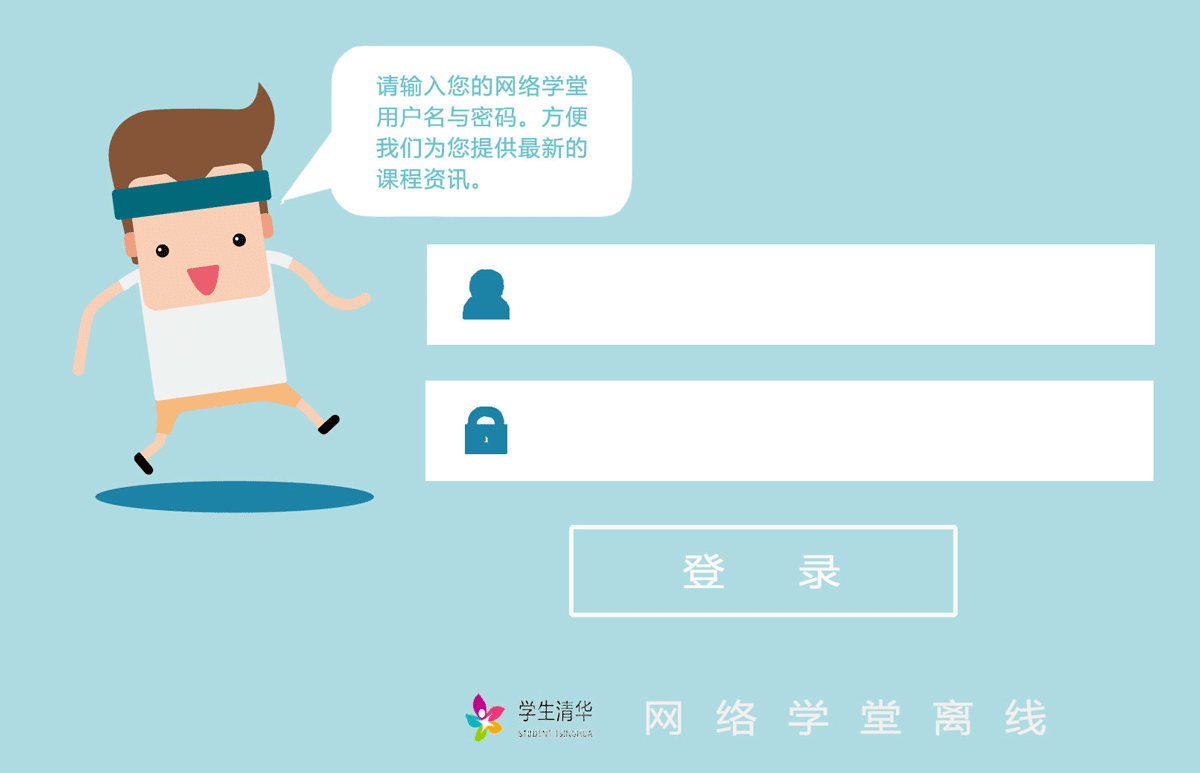 请输入您的网络学堂
用户名与密码。方便
我们为您提供最新的
课程资讯。
登 录
学生清华
STUDENT TSINGHUA
网 络 学 堂 离 线